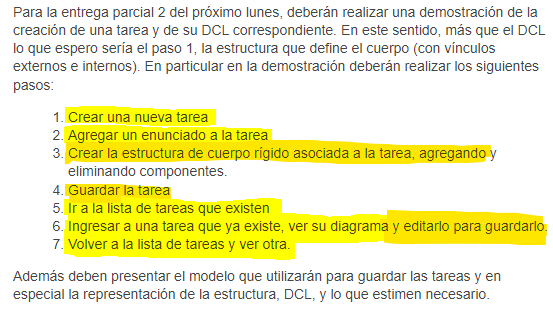 Para la entrega parcial 2 del próximo lunes, deberán realizar una demostración de la
creación de una tarea y de su DCL correspondiente. En este sentido, más que el DCL
lo que espero sería el paso 1, la estructura que define el cuerpo (con vínculos
externos e internos). En particular en la demostración deberán realizar los siguientes
pasos:
1. Crear una nueva tarea
2. Agregar un enunciado a la tarea
3. Crear la estructura de cuerpo rígido asociada a la tarea, agregando y
eliminando componentes.
4. Guardar la tarea
5. Ir a la lista de tareas que existen
6. Ingresar a una tarea que ya existe, ver su diagrama y editarlo para guardarlo.
7. Volver a la lista de tareas y ver otra.
Además deben presentar el modelo que utilizarán para guardar las tareas y en
especial la representación de la estructura, DCL, y lo que estimen necesario.